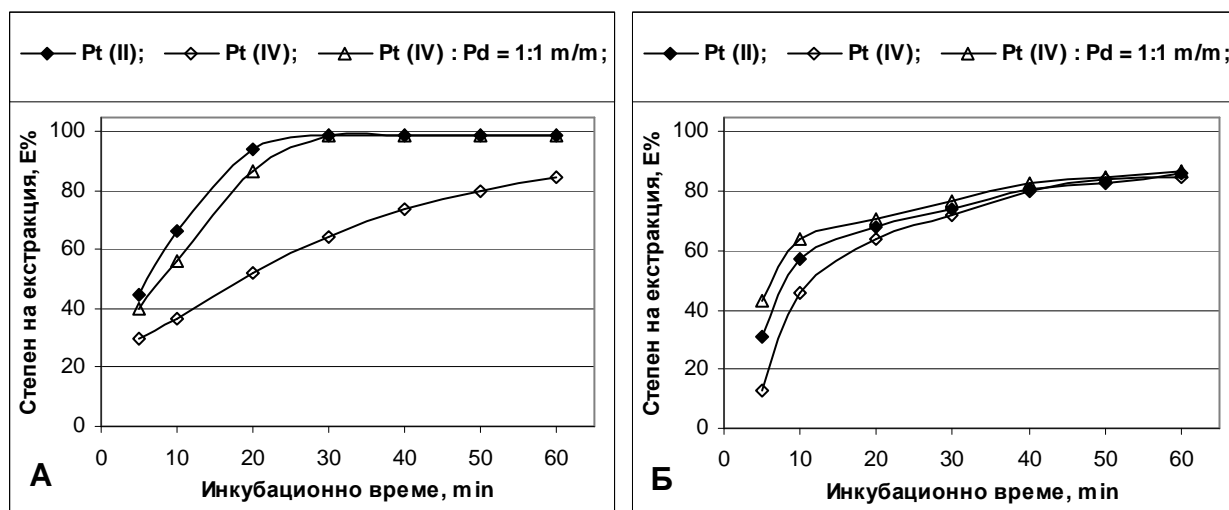 Pt (II); Pt (IV); Pt (IV) : Pd = 1:1 m/m;
Степен на екстракция, E%
100
80
60
40
20
0
0 10 20 30 40 50 60
Инкубационно време, min
А
Pt (II); Pt (IV); Pt (IV) : Pd = 1:1 m/m;
Степен на екстракция, E%
100
80
60
40
20
0
0 10 20 30 40 50 60
Инкубационно време, min
Б